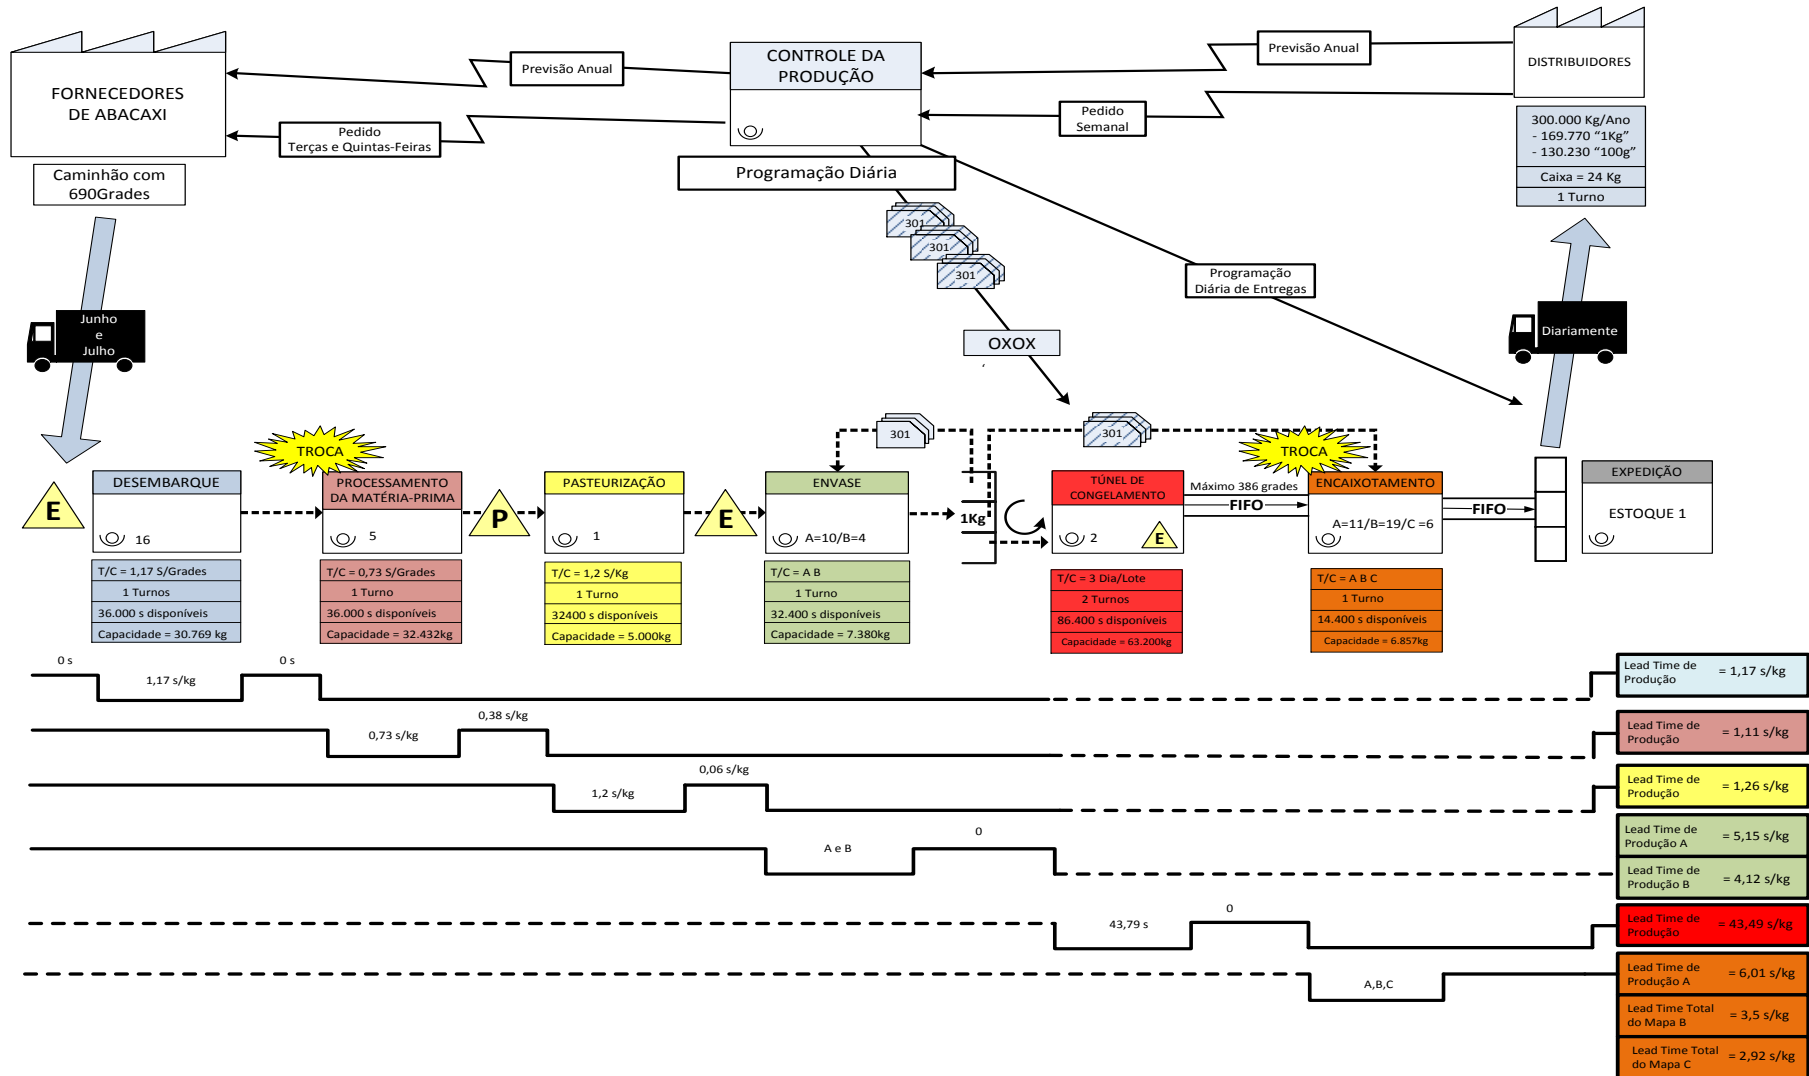 FORNECEDORES
DE ABACAXI
Caminhão com
690Grades
Previsão Anual
Pedido
Terças e Quintas-Feiras
CONTROLE DA
PRODUÇÃO
Programação Diária
Previsão Anual
Pedido
Semanal
DISTRIBUIDORES
300.000 Kg/Ano
- 169.770 “1Kg”
- 130.230 “100g”
Caixa = 24 Kg
1 Turno
301
301
301
Programação
Diária de Entregas
OXOX
Junho
e
Julho
Diariamente
301
301
TROCA
TROCA
E
DESEMBARQUE
16
PROCESSAMENTO
DA MATÉRIA-PRIMA
5
P
PASTEURIZAÇÃO
1
E
ENVASE
A=10/B=4
1Kg
TÚNEL DE
CONGELAMENTO
2
E
Máximo 386 grades
FIFO
ENCAIXOTAMENTO
A=11/B=19/C =6
FIFO
EXPEDIÇÃO
ESTOQUE 1
T/C = 1,17 S/Grades
1 Turnos
36.000 s disponíveis
Capacidade = 30.769 kg
T/C = 0,73 S/Grades
1 Turno
36.000 s disponíveis
Capacidade = 32.432kg
T/C = 1,2 S/Kg
1 Turno
32400 s disponíveis
Capacidade = 5.000kg
T/C = A B
1 Turno
32.400 s disponíveis
Capacidade = 7.380kg
T/C = 3 Dia/Lote
2 Turnos
86.400 s disponíveis
Capacidade = 63.200kg
T/C = A B C
1 Turno
14.400 s disponíveis
Capacidade = 6.857kg
0 s
1,17 s/kg
0 s
Lead Time de
Produção = 1,17 s/kg
0,73 s/kg
0,38 s/kg
Lead Time de
Produção = 1,11 s/kg
1,2 s/kg
0,06 s/kg
Lead Time de
Produção = 1,26 s/kg
A e B
0
Lead Time de
Produção A = 5,15 s/kg
Lead Time de
Produção B = 4,12 s/kg
43,79 s
0
Lead Time de
Produção = 43,49 s/kg
A,B,C
Lead Time de
Produção A = 6,01 s/kg
Lead Time Total
do Mapa B = 3,5 s/kg
Lead Time Total
do Mapa C = 2,92 s/kg